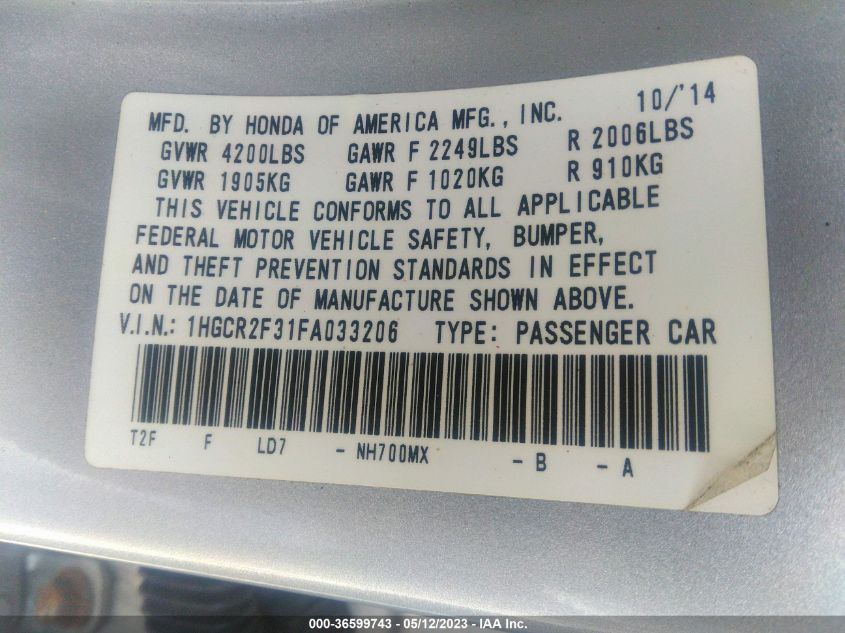 10/'14
MFD. BY HONDA OF AMERICA MFG., INC.
GVWR 4200LBS GAWR F 2249LBS R 2006LBS
GVWR 1905KG GAWR F 1020KG R 910KG
THIS VEHICLE CONFORMS TO ALL APPLICABLE
FEDERAL MOTOR VEHICLE SAFETY, BUMPER,
AND THEFT PREVENTION STANDARDS IN EFFECT
ON THE DATE OF MANUFACTURE SHOWN ABOVE.
V.I.N.: 1HGCR2F31FA033206 TYPE: PASSENGER CAR
T2F F LD7 - NH700MX - B - A
000-36599743 - 05/12/2023 - IAA Inc.